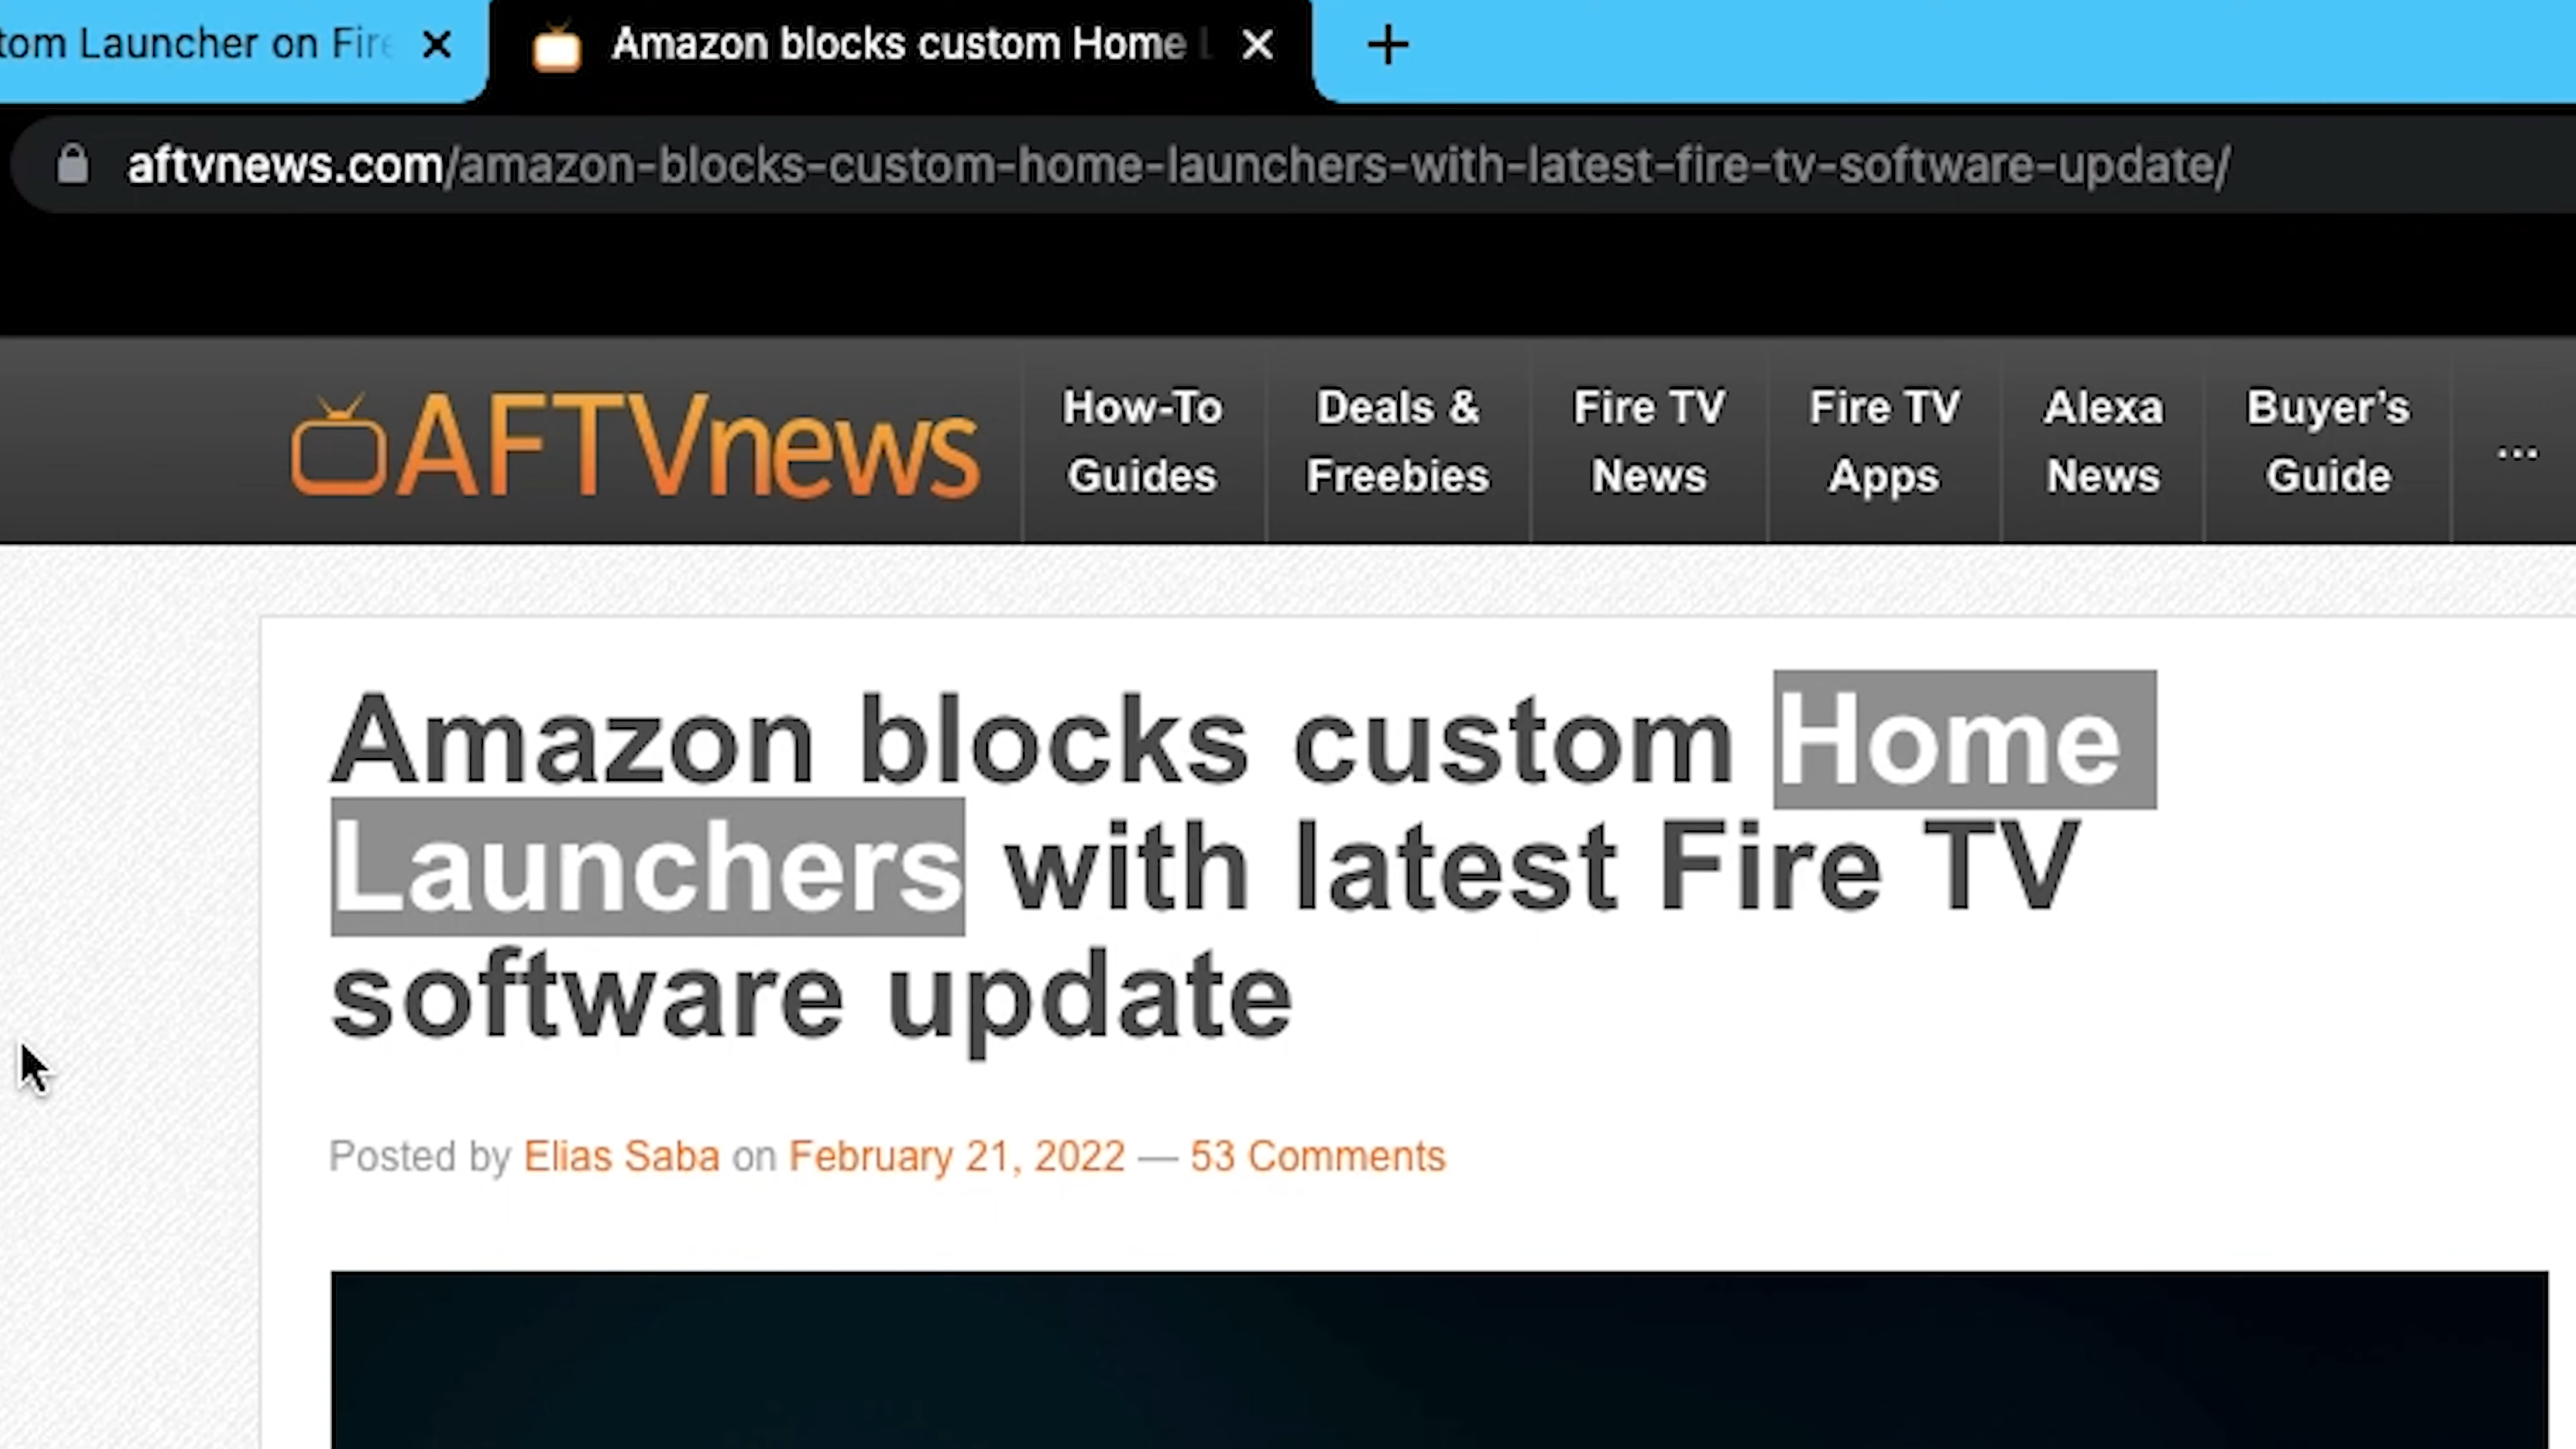 tom Launcher on Fire
Amazon blocks custom Home
aftvnews.com/amazon-blocks-custom-home-launchers-with-latest-fire-tv-software-update/
AFTVnews
How-To
Guides
Deals &
Freebies
Fire TV
News
Fire TV
Apps
Alexa
News
Buyer's
Guide
...
Amazon blocks custom Home
Launchers with latest Fire TV
software update
Posted by Elias Saba on February 21, 2022 — 53 Comments